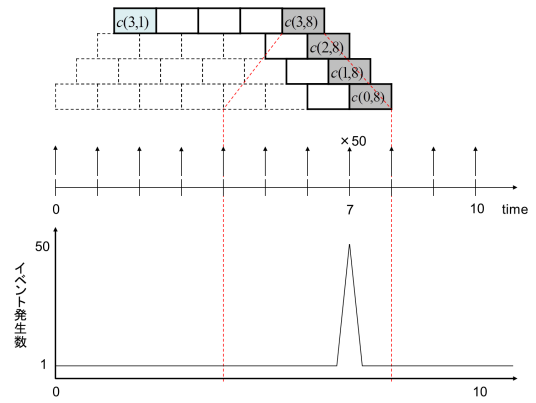 c(3,1) c(3,8)
c(2,8)
c(1,8)
c(0,8)
×50
0 7 10 time
50
イベント発生数
1
0 10